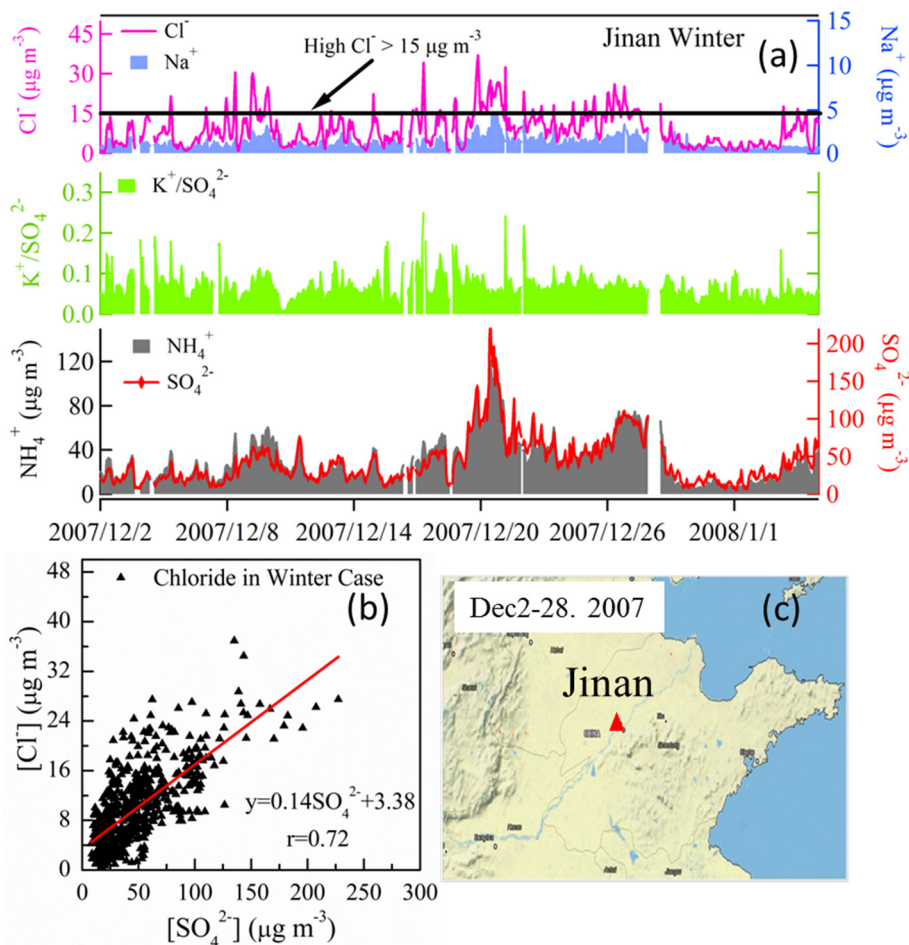 Cl⁻
Na⁺
High Cl⁻ > 15 µg m⁻³
Jinan Winter
(a)
Cl⁻ (µg m⁻³)
45
30
15
0
Na⁺ (µg m⁻³)
15
10
5
0
K⁺/SO₄²⁻
K⁺/SO₄²⁻
0.3
0.2
0.1
0.0
NH₄⁺
SO₄²⁻
NH₄⁺ (µg m⁻³)
120
80
40
0
SO₄²⁻ (µg m⁻³)
200
150
100
50
0
2007/12/2 2007/12/8 2007/12/14 2007/12/20 2007/12/26 2008/1/1
Chloride in Winter Case
(b)
[Cl⁻] (µg m⁻³)
48
40
32
24
16
8
0
y=0.14SO₄²⁻+3.38
r=0.72
0 50 100 150 200 250 300
[SO₄²⁻] (µg m⁻³)
Dec2-28. 2007
(c)
Jinan